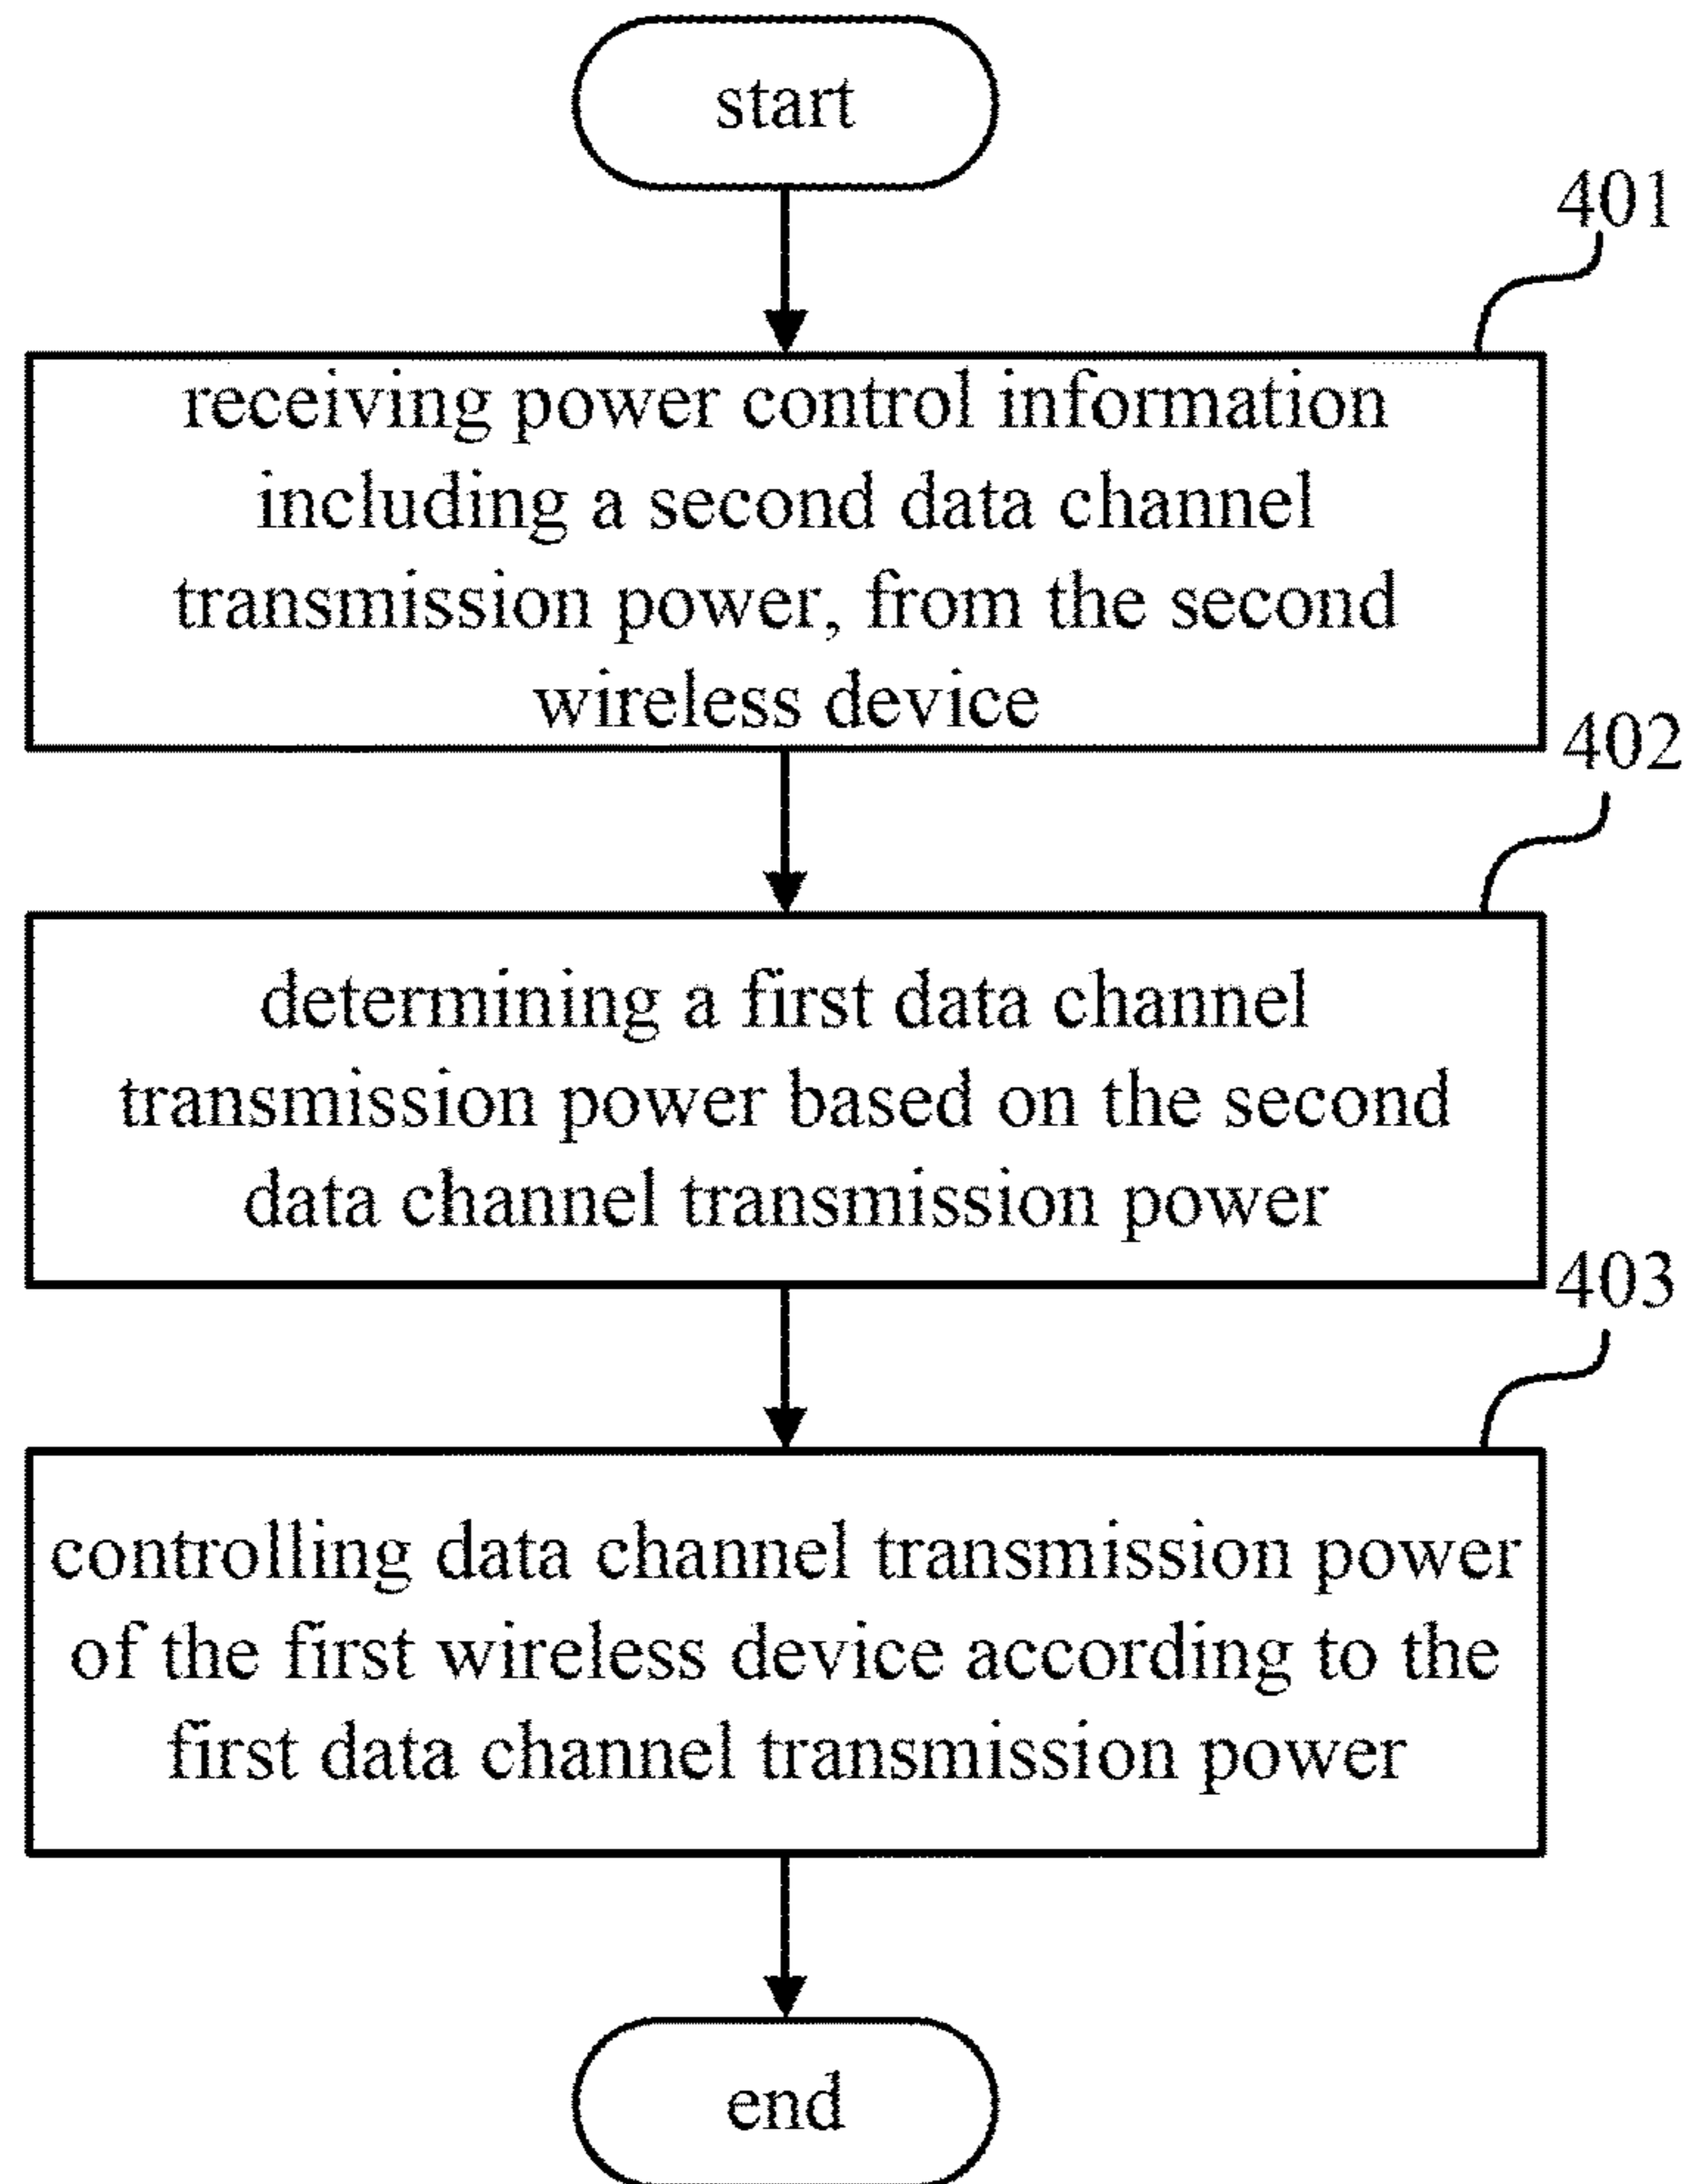 start
401
receiving power control information
including a second data channel
transmission power, from the second
wireless device
402
determining a first data channel
transmission power based on the second
data channel transmission power
403
controlling data channel transmission power
of the first wireless device according to the
first data channel transmission power
end